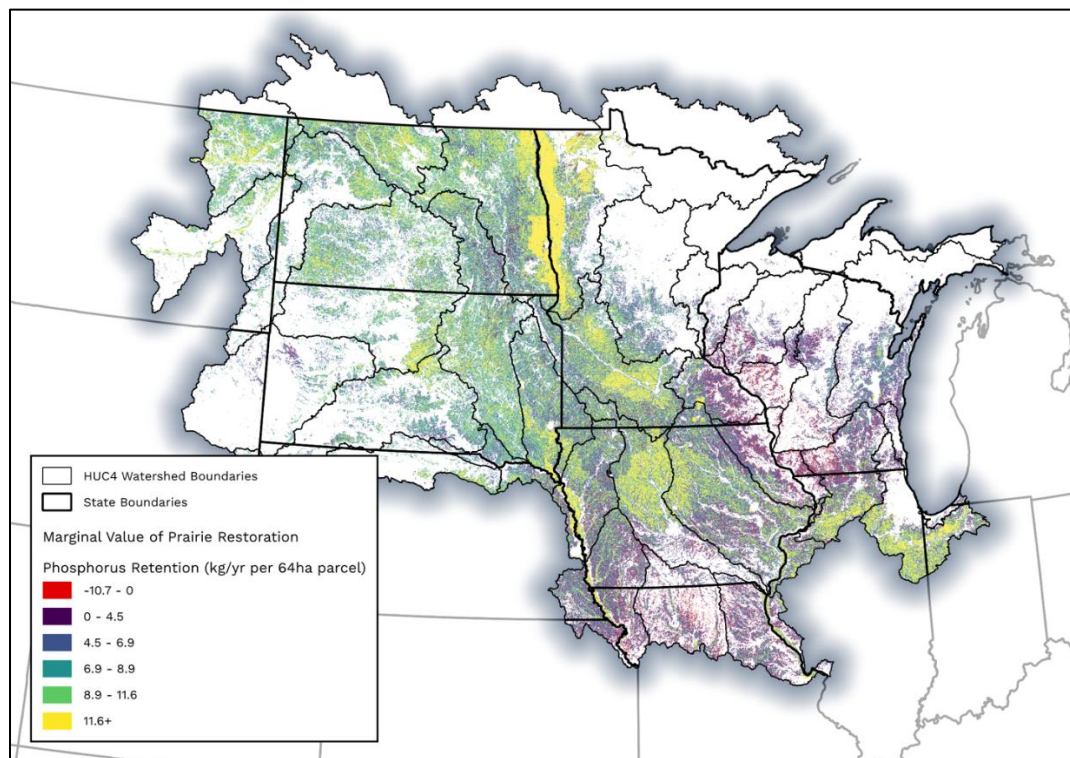 HUC4 Watershed Boundaries
State Boundaries
Marginal Value of Prairie Restoration
Phosphorus Retention (kg/yr per 64ha parcel)
-10.7 - 0
0 - 4.5
4.5 - 6.9
6.9 - 8.9
8.9 - 11.6
11.6+